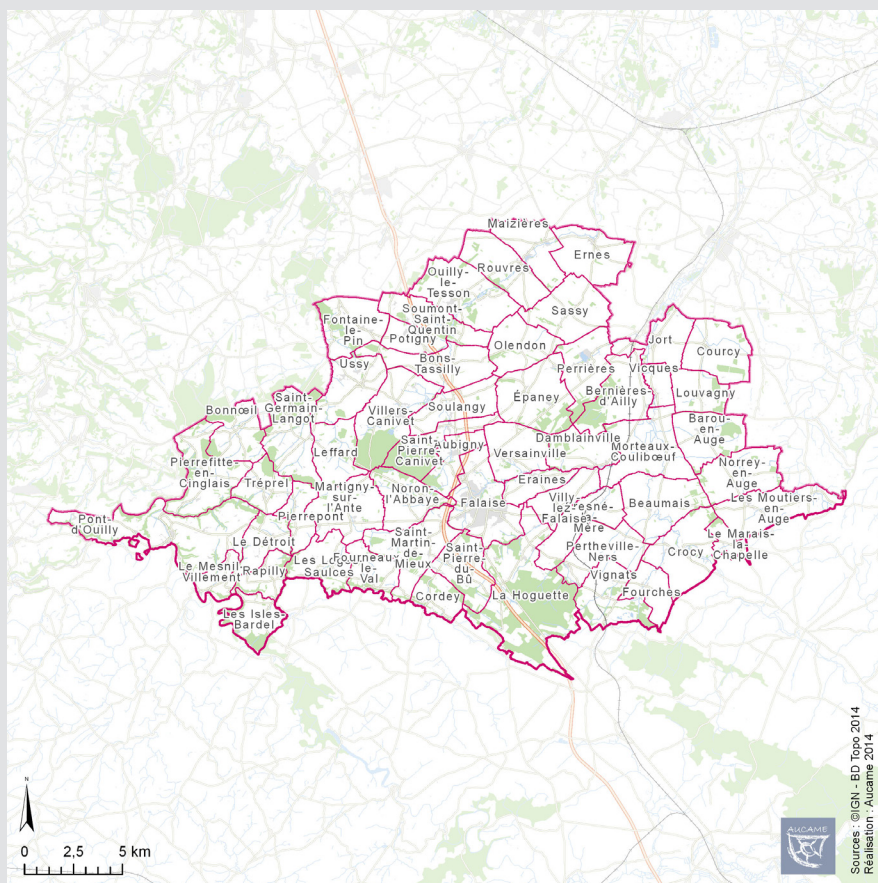 Maizières
Ernes
Rouvres
Ouilly-
le-
Tesson
Sassy
Soumont-
Saint-
Quentin
Fontaine-
le-
Pin
Potigny
Olendon
Jort
Courcy
Bons-
Tassilly
Ussy
Perrières
Vicques
Bernières-
d'Ailly
Louvagny
Saint-
Germain-
Langot
Épaney
Bonnœil
Villers-
Canivet
Soulangy
Barou-
en-
Auge
Saint-
Pierre-
Canivet
Aubigny
Damblainville
Leffard
Versainville
Morteaux-
Coulibœuf
Pierrefitte-
en-
Cinglais
Norrey-
en-
Auge
Tréprel
Martigny-
sur-
l'Ante
Noron-
l'Abbaye
Eraines
Falaise
Villy-
lez-
Falaise
Fresné-
la-
Mère
Beaumais
Les Moutiers-
en-
Auge
Pont-
d'Ouilly
Pierrepont
Le Marais-
la-
Chapelle
Le Détroit
Saint-
Martin-
de-
Mieux
Saint-
Pierre-
du-
Bû
Pertheville-
Ners
Crocy
Le Mesnil-
Villement
Rapilly
Les Loges-
Saulces
Fourneaux-
le-
Val
Vignats
Cordey
La Hoguette
Fourches
Les Isles-
Bardel
N
0 2,5 5 km
AUCAME
Sources : ©IGN - BD Topo 2014
Réalisation : Aucame 2014